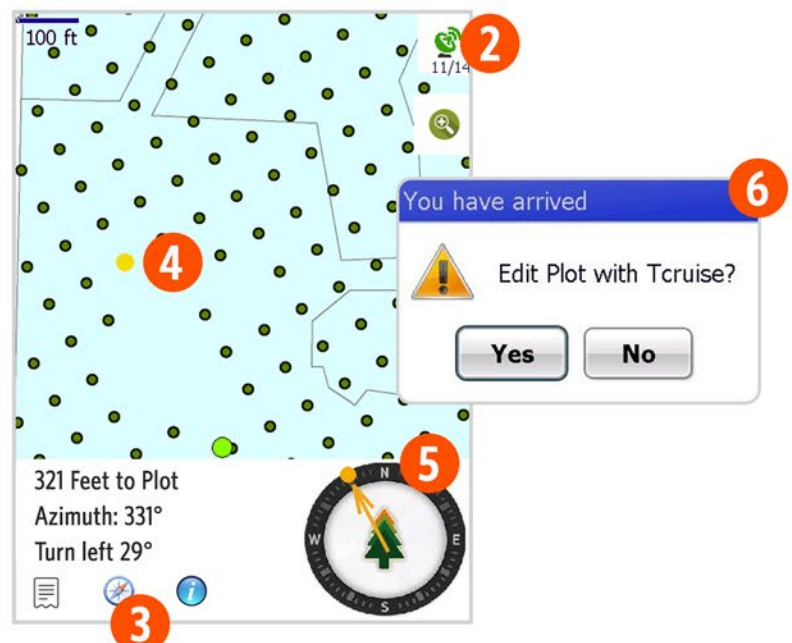 100 ft
2
11/14
6
You have arrived
Edit Plot with Tcruise?
Yes
No
4
5
321 Feet to Plot
Azimuth: 331°
Turn left 29°
N
W
E
S
i
3